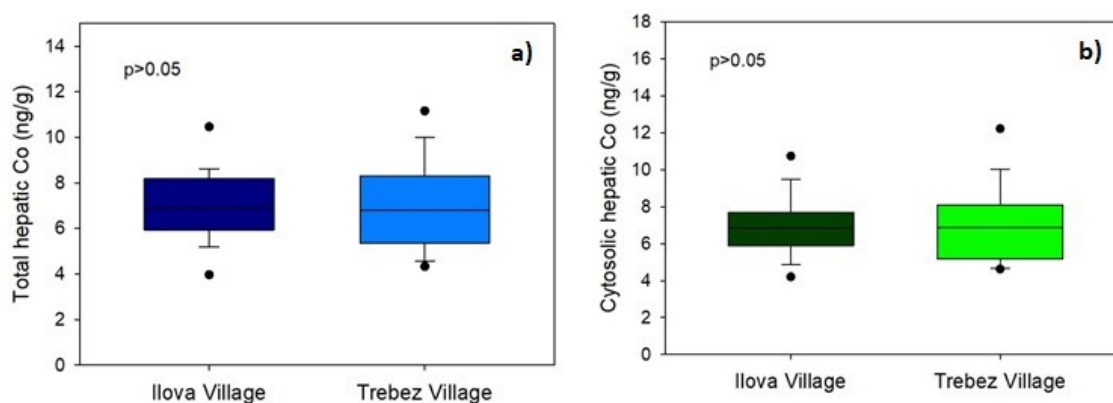 a)
p>0.05
Total hepatic Co (ng/g)
14
12
10
8
6
4
2
0
Ilova Village Trebez Village
b)
p>0.05
Cytosolic hepatic Co (ng/g)
18
16
14
12
10
8
6
4
2
0
Ilova Village Trebez Village